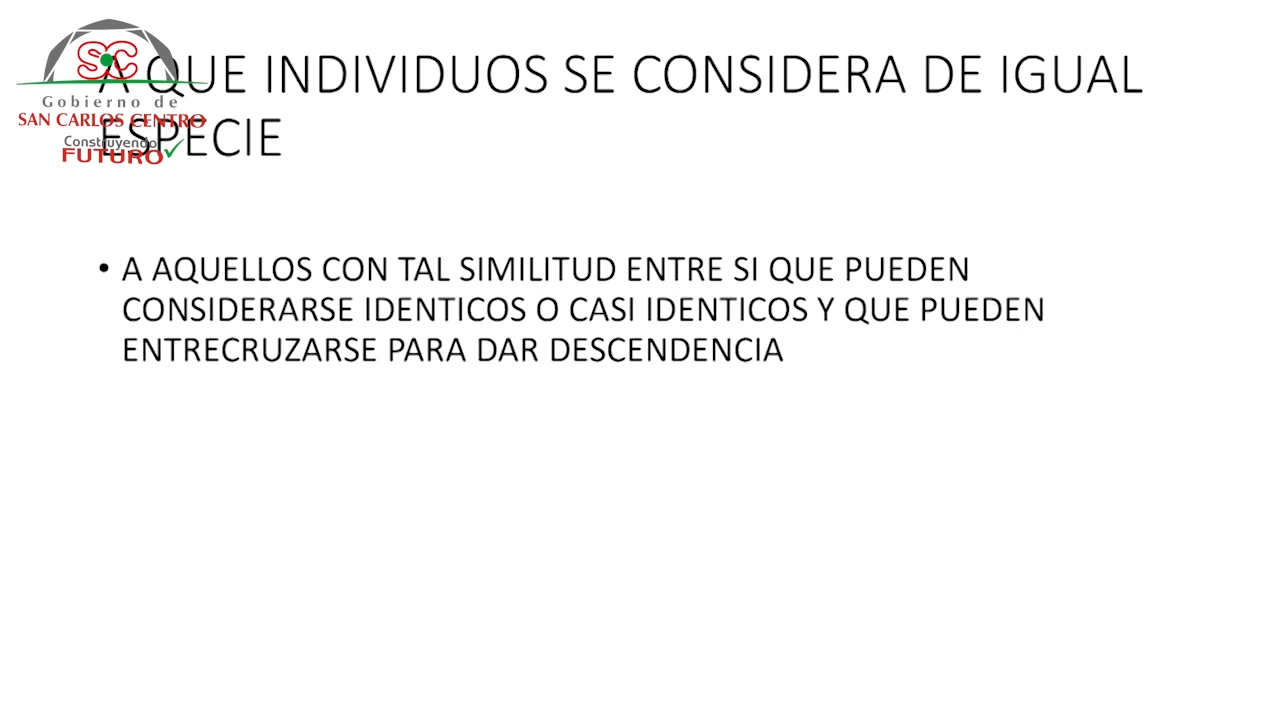 SC
Gobierno de
SAN CARLOS CENTRO
Construyendo
FUTURO
A QUE INDIVIDUOS SE CONSIDERA DE IGUAL
ESPECIE
• A AQUELLOS CON TAL SIMILITUD ENTRE SI QUE PUEDEN
CONSIDERARSE IDENTICOS O CASI IDENTICOS Y QUE PUEDEN
ENTRECRUZARSE PARA DAR DESCENDENCIA